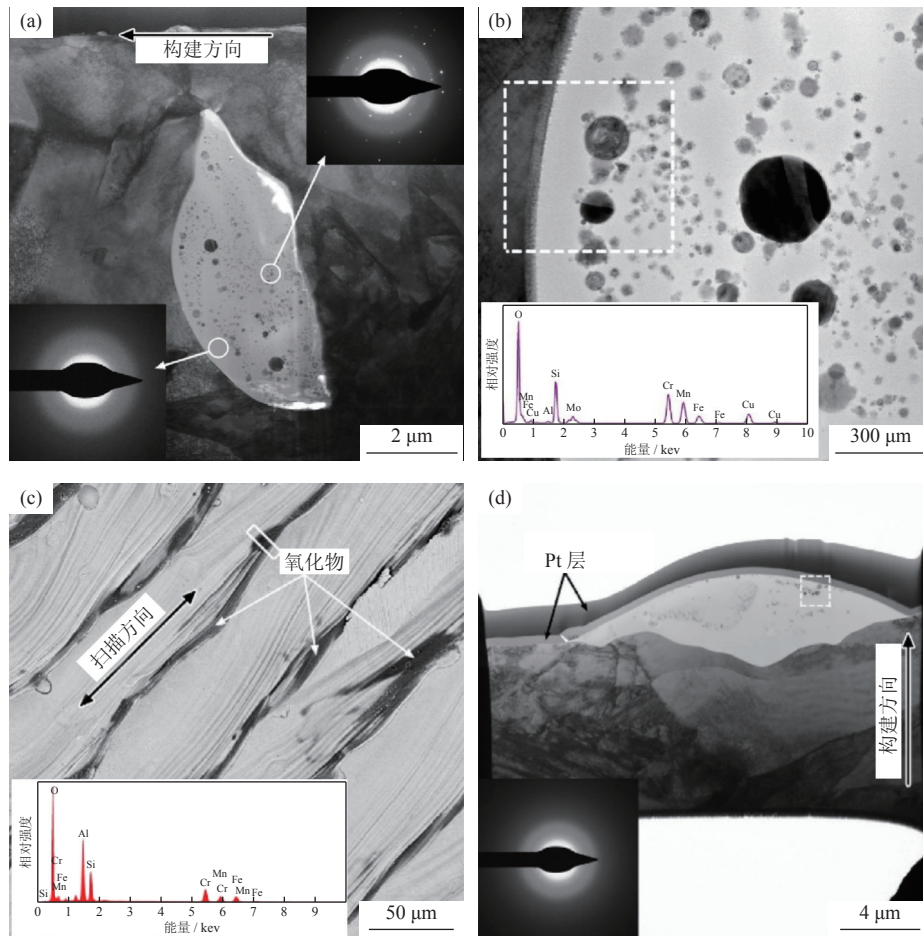 (a)
构建方向
2 μm
(b)
相对强度
O
Mn
Fe
Cu
Al
Si
Mo
Cr
Mn
Fe
Fe
Cu
Cu
0 1 2 3 4 5 6 7 8 9 10
能量 / kev
300 μm
(c)
氧化物
扫描方向
相对强度
O
Cr
Fe
Si
Mn
Al
Si
Cr
Mn
Cr
Fe
Mn
Fe
0 1 2 3 4 5 6 7 8 9
能量 / kev
50 μm
(d)
Pt 层
构建方向
4 μm